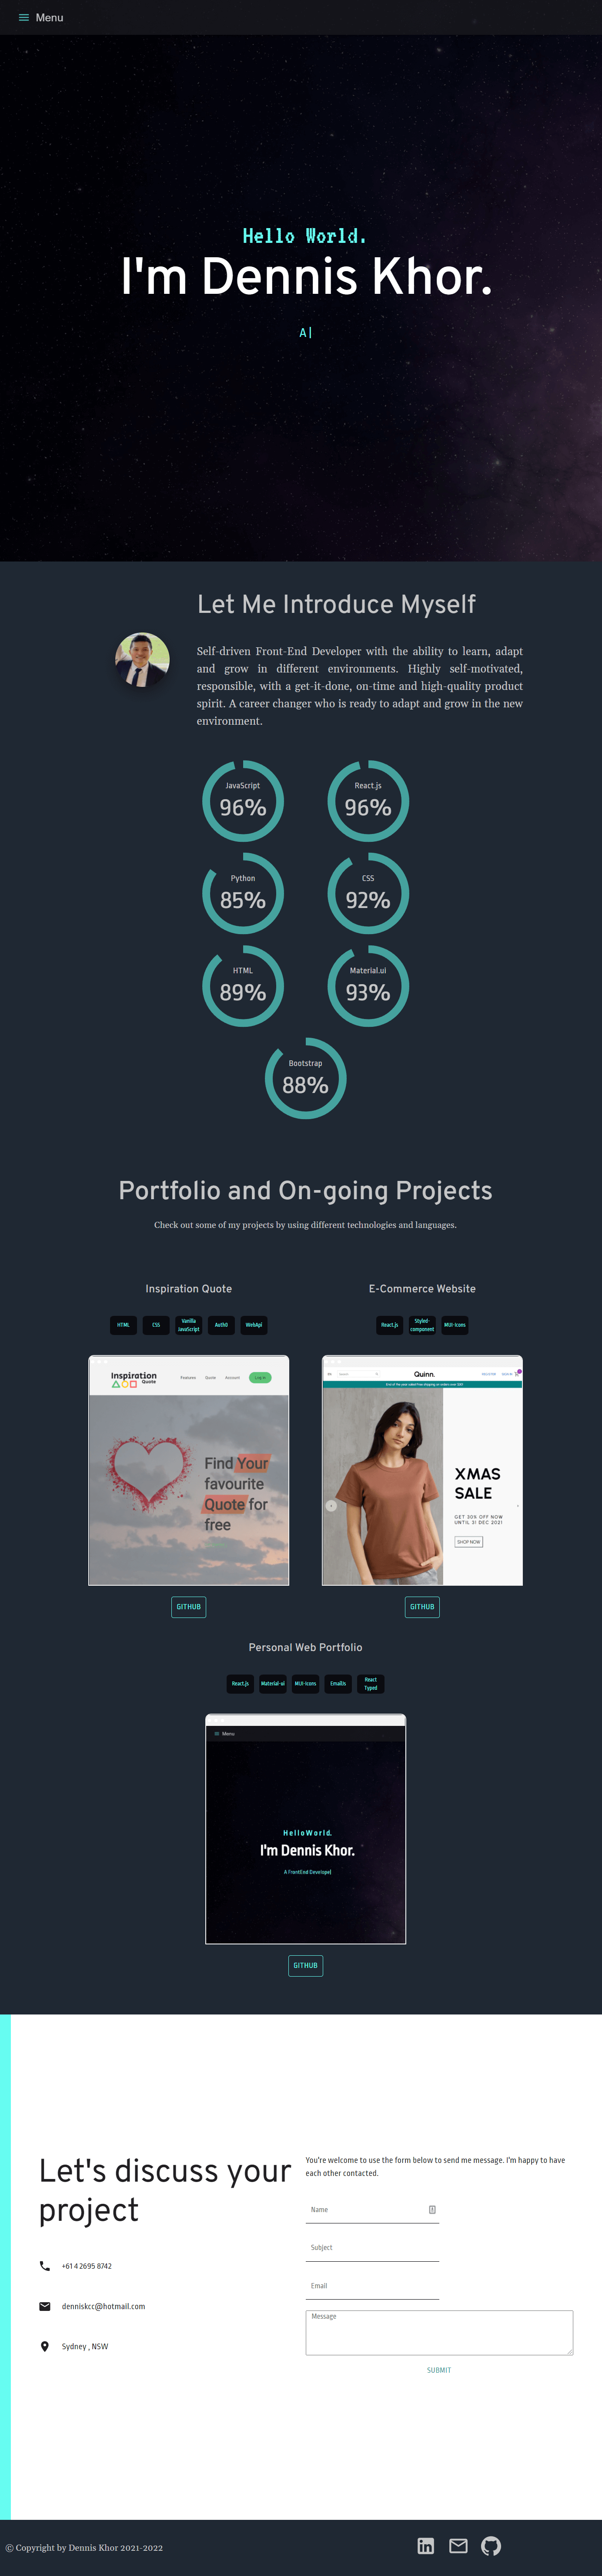 Menu
Hello World.
I'm Dennis Khor.
A|
Let Me Introduce Myself
Self-driven Front-End Developer with the ability to learn, adapt
and grow in different environments. Highly self-motivated,
responsible, with a get-it-done, on-time and high-quality product
spirit. A career changer who is ready to adapt and grow in the new
environment.
JavaScript
96%
React.js
96%
Python
85%
CSS
92%
HTML
89%
Material.ui
93%
Bootstrap
88%
Portfolio and On-going Projects
Check out some of my projects by using different technologies and languages.
Inspiration Quote
HTML
CSS
Vanilla
JavaScript
Auth0
WebApi
Inspiration
Quote
Features
Quote
Account
Log in
Find Your
favourite
Quote for
free
GITHUB
E-Commerce Website
React.js
Styled-
component
MUI-Icons
Quinn.
XMAS
SALE
GET 30% OFF NOW
UNTIL 31 DEC 2021
SHOP NOW
GITHUB
Personal Web Portfolio
React.js
Material-ui
MUI-Icons
EmailJs
React
Typed
Menu
Hello World.
I'm Dennis Khor.
A FrontEnd Develope|
GITHUB
Let's discuss your
project
+61 4 2695 8742
denniskcc@hotmail.com
Sydney , NSW
You're welcome to use the form below to send me message. I'm happy to have
each other contacted.
Name
Subject
Email
Message
SUBMIT
© Copyright by Dennis Khor 2021-2022